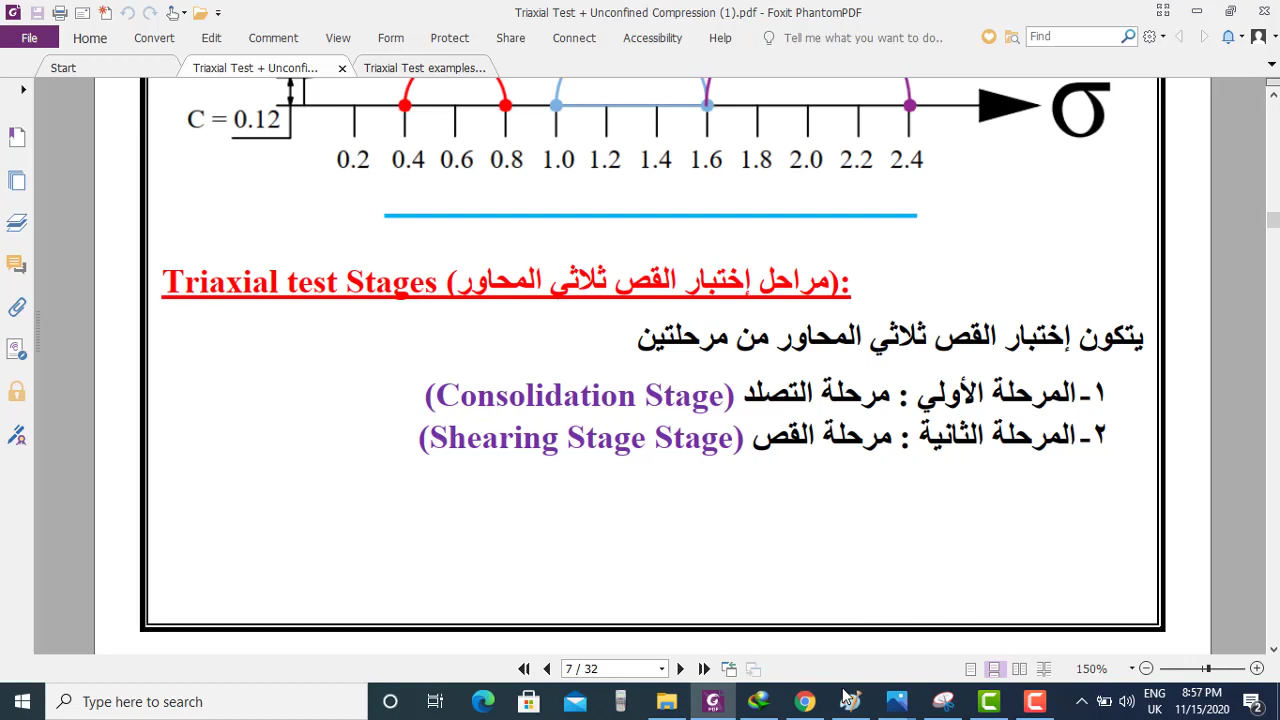 Triaxial Test + Unconfined Compression (1).pdf - Foxit PhantomPDF
File Home Convert Edit Comment View Form Protect Share Connect Accessibility Help Tell me what you want to do.. Find
Start Triaxial Test + Unconfi... Triaxial Test examples...
C = 0.12
σ
0.2 0.4 0.6 0.8 1.0 1.2 1.4 1.6 1.8 2.0 2.2 2.4
Triaxial test Stages (مراحل إختبار القص ثلاثي المحاور):
يتكون إختبار القص ثلاثي المحاور من مرحلتين
١- المرحلة الأولي : مرحلة التصلد (Consolidation Stage)
٢- المرحلة الثانية : مرحلة القص (Shearing Stage Stage)
7 / 32
150%
Type here to search
ENG 8:57 PM
UK 11/15/2020
2